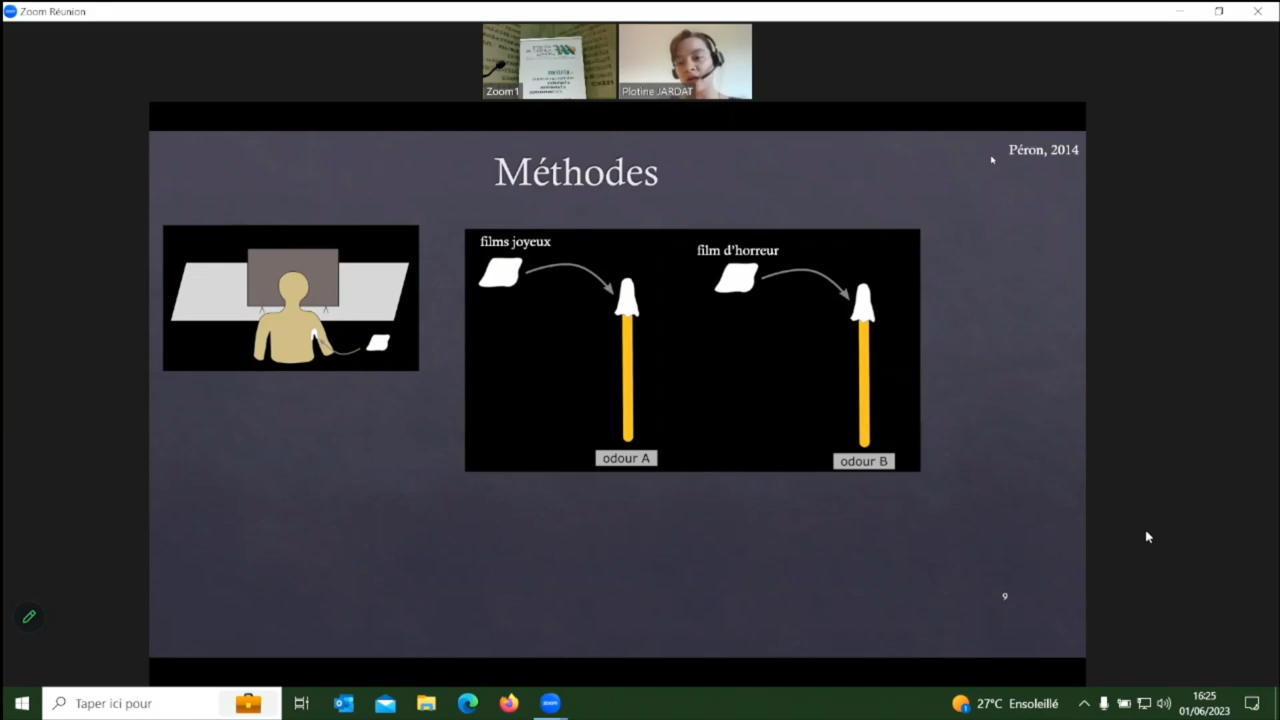 Zoom Réunion
Zoom1
Plotine JARDAT
Péron, 2014
Méthodes
films joyeux
film d'horreur
odour A
odour B
9
Taper ici pour
27°C Ensoleillé
16:25
01/06/2023